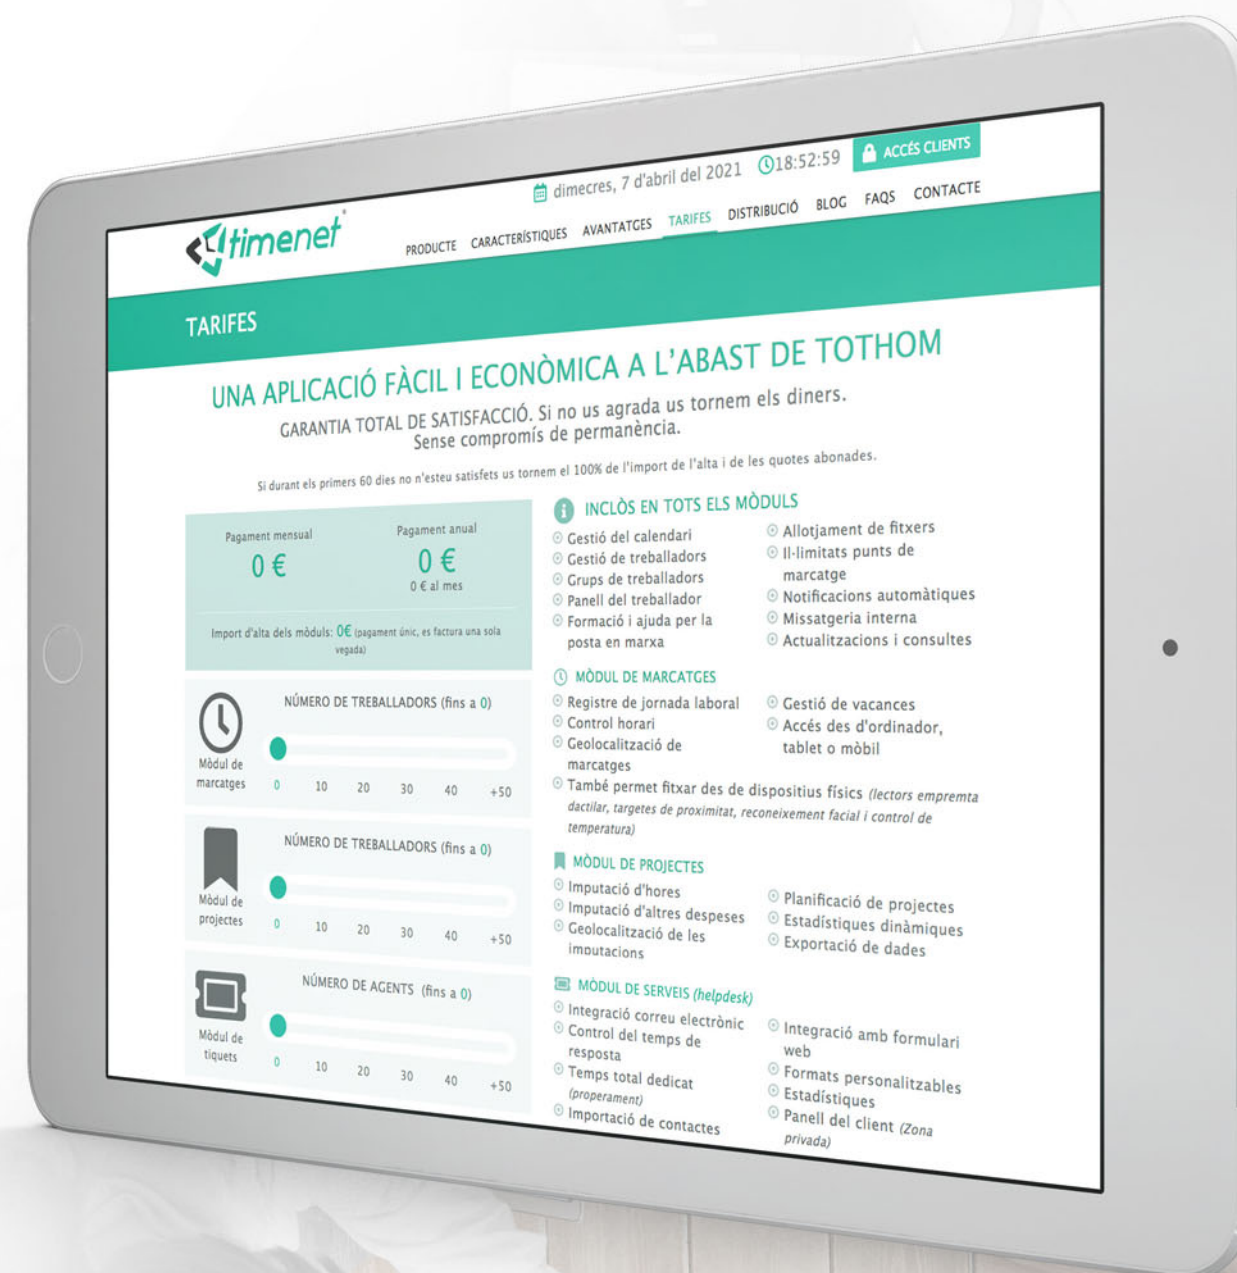 dimecres, 7 d'abril del 2021 18:52:59 ACCÉS CLIENTS
timenet
PRODUCTE CARACTERÍSTIQUES AVANTATGES TARIFES DISTRIBUCIÓ BLOG FAQS CONTACTE
TARIFES
UNA APLICACIÓ FÀCIL I ECONÒMICA A L'ABAST DE TOTHOM
GARANTIA TOTAL DE SATISFACCIÓ. Si no us agrada us tornem els diners.
Sense compromís de permanència.
Si durant els primers 60 dies no n'esteu satisfets us tornem el 100% de l'import de l'alta i de les quotes abonades.
Pagament mensual
0 €
Pagament anual
0 €
0 € al mes
Import d'alta dels mòduls: 0€ (pagament únic, es factura una sola
vegada)
NÚMERO DE TREBALLADORS (fins a 0)
Mòdul de
marcatges
0 10 20 30 40 +50
NÚMERO DE TREBALLADORS (fins a 0)
Mòdul de
projectes
0 10 20 30 40 +50
NÚMERO DE AGENTS (fins a 0)
Mòdul de
tiquets
0 10 20 30 40 +50
INCLÒS EN TOTS ELS MÒDULS
Gestió del calendari
Gestió de treballadors
Grups de treballadors
Panell del treballador
Formació i ajuda per la
posta en marxa
Allotjament de fitxers
Il·limitats punts de
marcatge
Notificacions automàtiques
Missatgeria interna
Actualitzacions i consultes
MÒDUL DE MARCATGES
Registre de jornada laboral
Control horari
Geolocalització de
marcatges
Gestió de vacances
Accés des d'ordinador,
tablet o mòbil
També permet fitxar des de dispositius físics (lectors empremta
dactilar, targetes de proximitat, reconeixement facial i control de
temperatura)
MÒDUL DE PROJECTES
Imputació d'hores
Imputació d'altres despeses
Geolocalització de les
imputacions
Planificació de projectes
Estadístiques dinàmiques
Exportació de dades
MÒDUL DE SERVEIS (helpdesk)
Integració correu electrònic
Control del temps de
resposta
Temps total dedicat
(properament)
Importació de contactes
Integració amb formulari
web
Formats personalitzables
Estadístiques
Panell del client (Zona
privada)